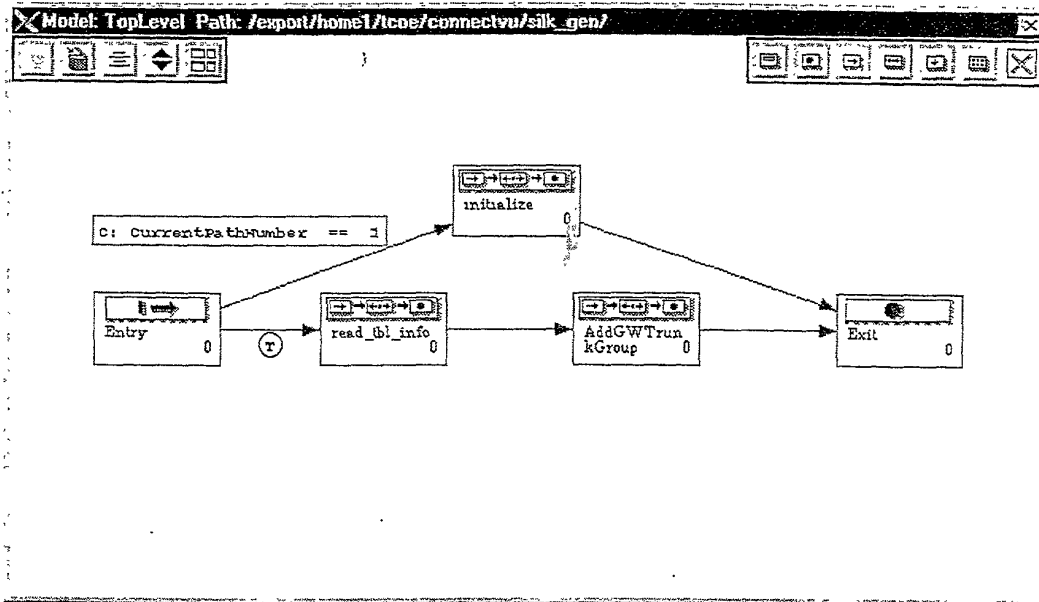 Model: TopLevel Path: /export/home1/tcoe/connectvu/silk_gen/
initialize
0
C: CurrentPathNumber == 1
Entry
0
T
read_tbl_info
0
AddGWTrun
kGroup 0
Exit
0